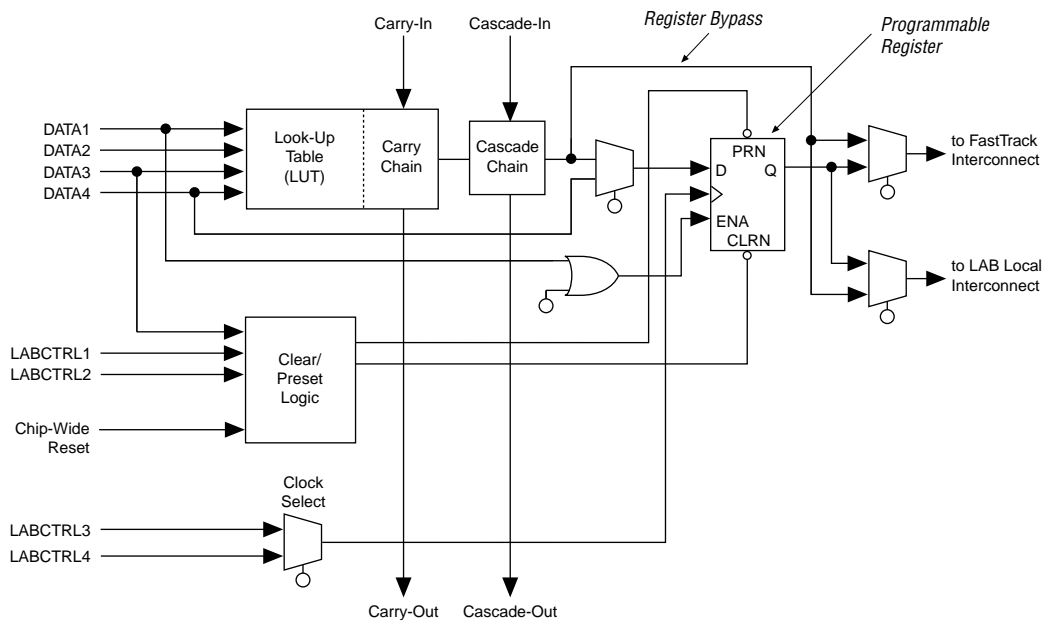 Carry-In
Cascade-In
Register Bypass
Programmable
Register
DATA1
DATA2
DATA3
DATA4
Look-Up
Table
(LUT)
Carry
Chain
Cascade
Chain
PRN
D
Q
ENA
CLRN
to FastTrack
Interconnect
to LAB Local
Interconnect
LABCTRL1
LABCTRL2
Clear/
Preset
Logic
Chip-Wide
Reset
Clock
Select
LABCTRL3
LABCTRL4
Carry-Out
Cascade-Out